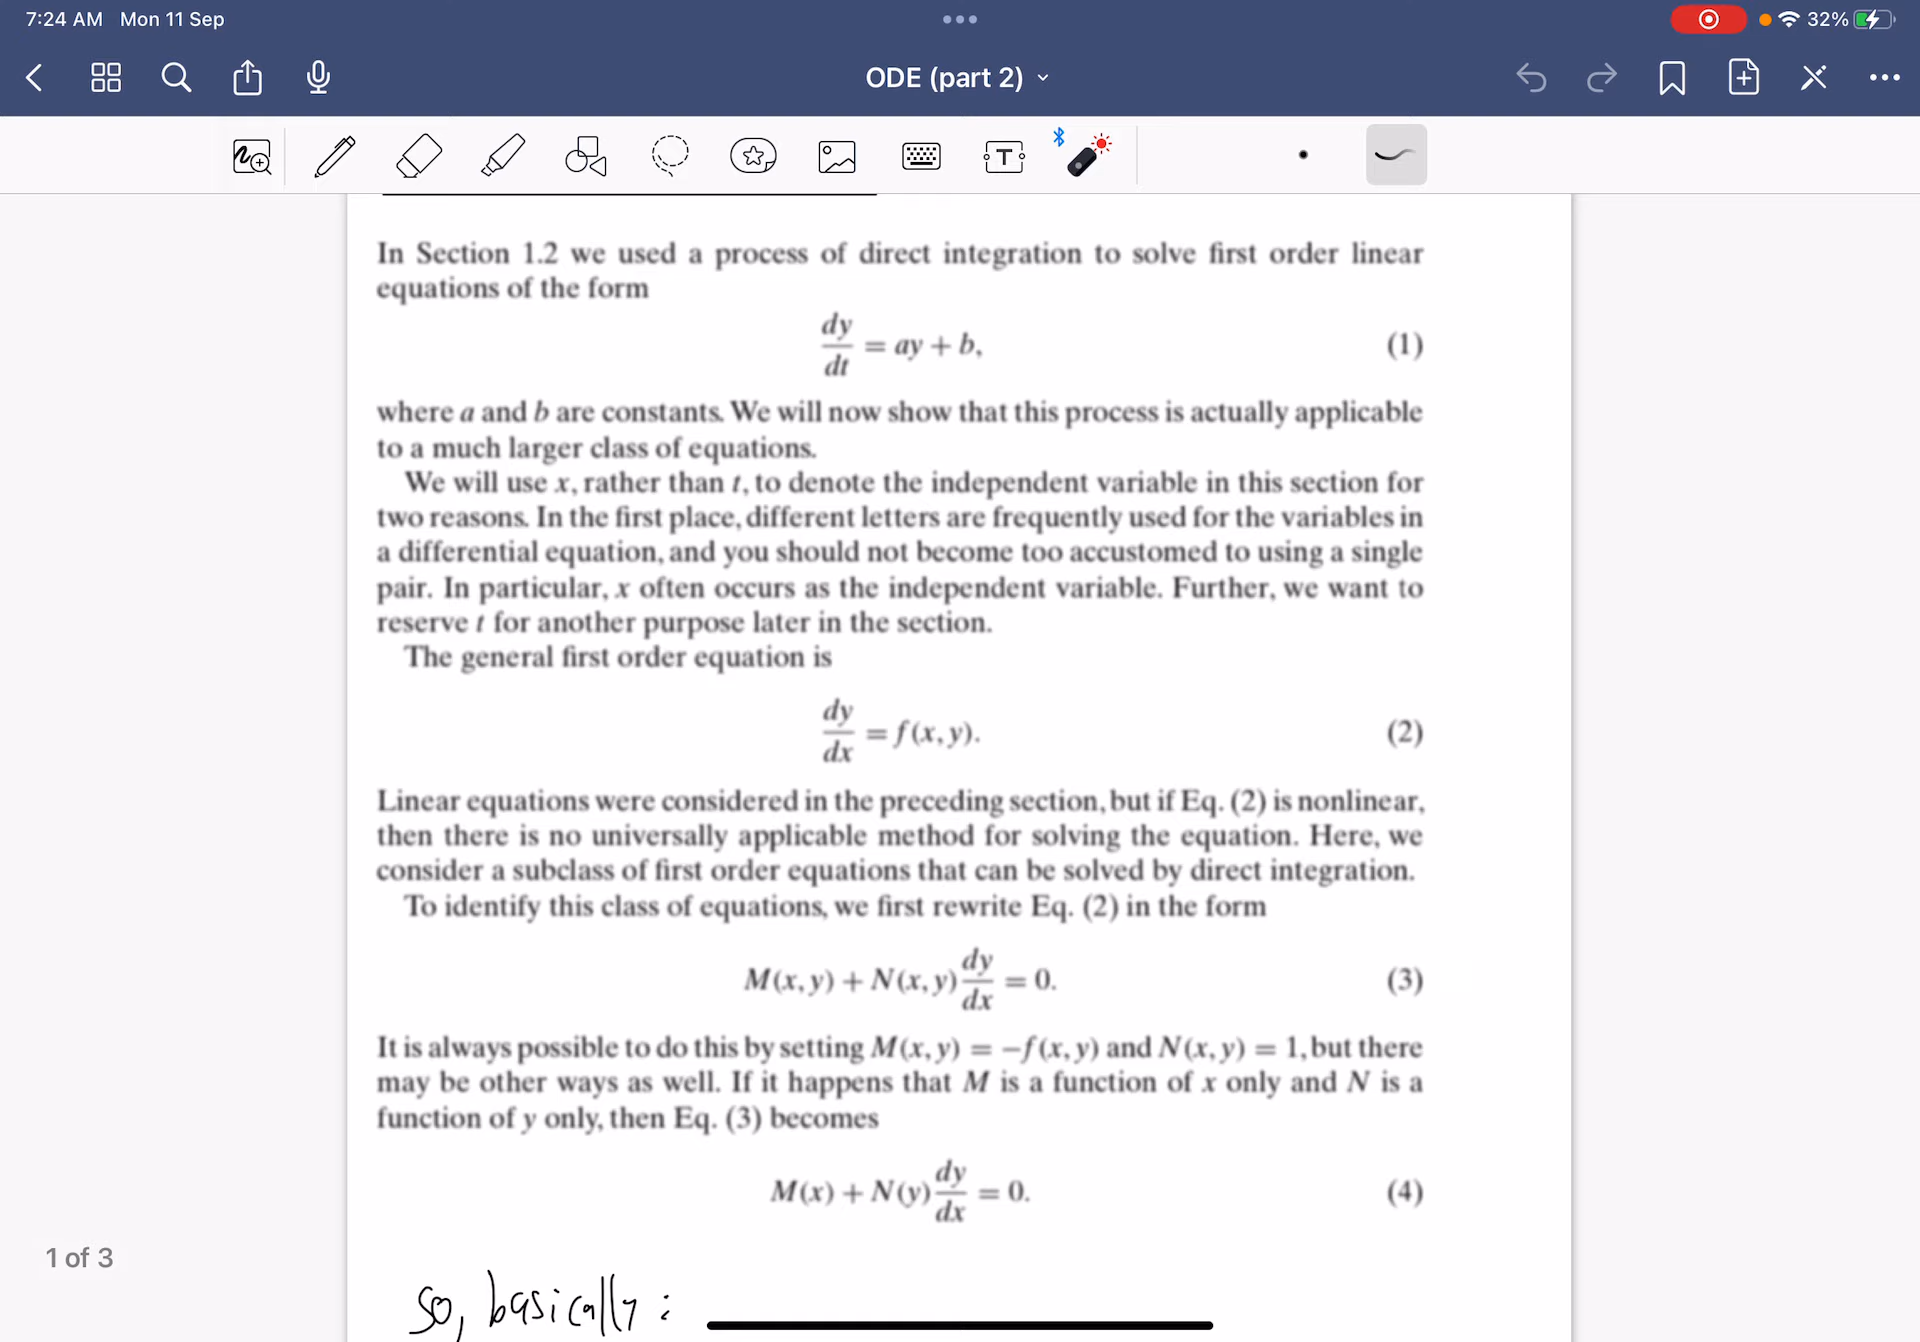 7:24 AM Mon 11 Sep
32%
ODE (part 2)
T
In Section 1.2 we used a process of direct integration to solve first order linear
equations of the form
dy/dt = ay + b, (1)
where a and b are constants. We will now show that this process is actually applicable
to a much larger class of equations.
We will use x, rather than t, to denote the independent variable in this section for
two reasons. In the first place, different letters are frequently used for the variables in
a differential equation, and you should not become too accustomed to using a single
pair. In particular, x often occurs as the independent variable. Further, we want to
reserve t for another purpose later in the section.
The general first order equation is
dy/dx = f(x, y). (2)
Linear equations were considered in the preceding section, but if Eq. (2) is nonlinear,
then there is no universally applicable method for solving the equation. Here, we
consider a subclass of first order equations that can be solved by direct integration.
To identify this class of equations, we first rewrite Eq. (2) in the form
M(x, y) + N(x, y) dy/dx = 0. (3)
It is always possible to do this by setting M(x, y) = −f(x, y) and N(x, y) = 1, but there
may be other ways as well. If it happens that M is a function of x only and N is a
function of y only, then Eq. (3) becomes
M(x) + N(y) dy/dx = 0. (4)
1 of 3
So, basically :